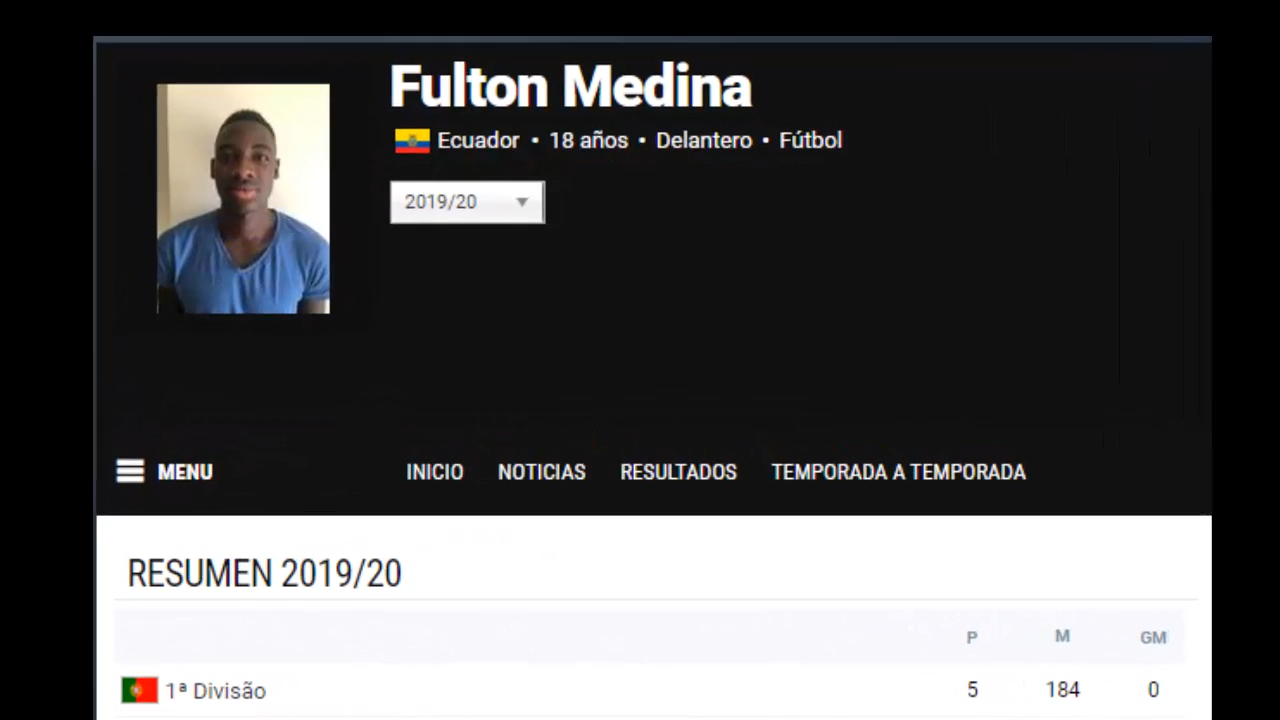 Fulton Medina
Ecuador • 18 años • Delantero • Fútbol
2019/20
MENU INICIO NOTICIAS RESULTADOS TEMPORADA A TEMPORADA
RESUMEN 2019/20
P M GM
1ª Divisão 5 184 0